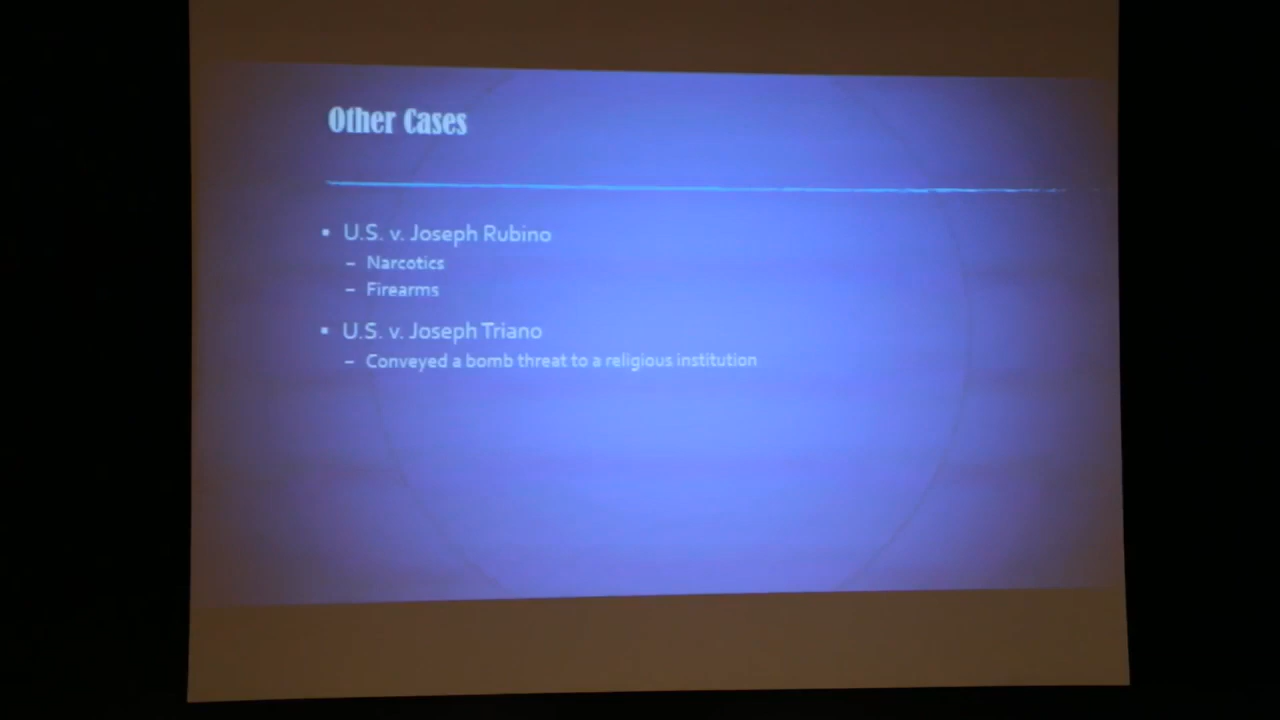 Other Cases
▪ U.S. v. Joseph Rubino
– Narcotics
– Firearms
▪ U.S. v. Joseph Triano
– Conveyed a bomb threat to a religious institution